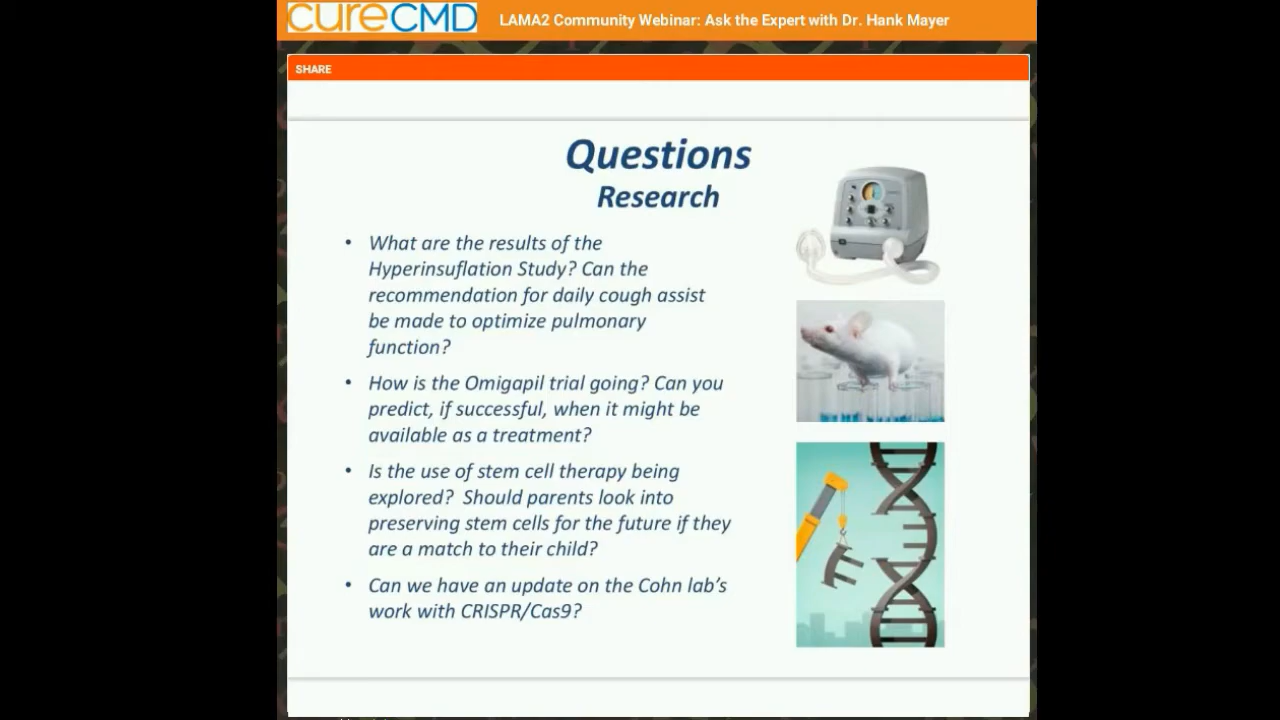 cureCMD
LAMA2 Community Webinar: Ask the Expert with Dr. Hank Mayer
SHARE
Questions
Research
• What are the results of the
Hyperinsuflation Study? Can the
recommendation for daily cough assist
be made to optimize pulmonary
function?
• How is the Omigapil trial going? Can you
predict, if successful, when it might be
available as a treatment?
• Is the use of stem cell therapy being
explored? Should parents look into
preserving stem cells for the future if they
are a match to their child?
• Can we have an update on the Cohn lab's
work with CRISPR/Cas9?